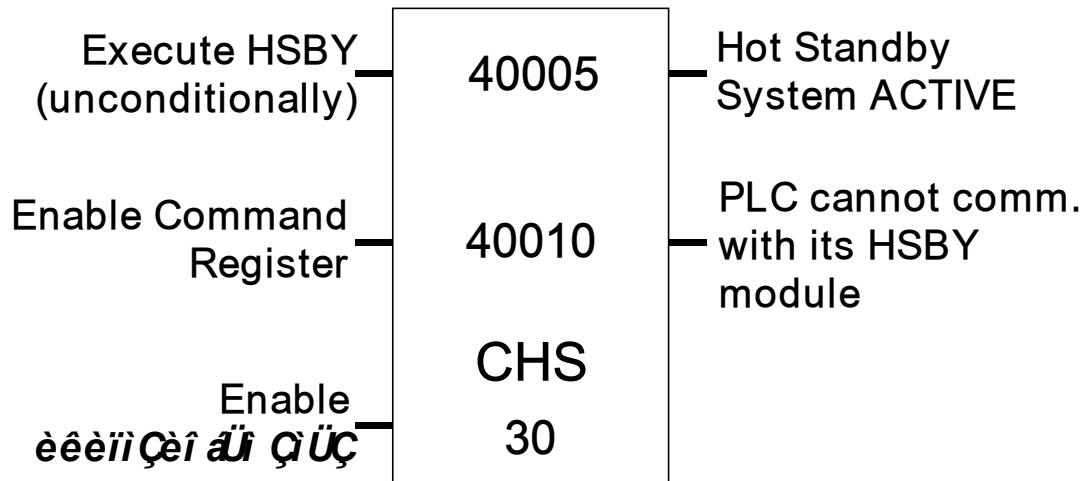 Execute HSBY
(unconditionally)
40005
Hot Standby
System ACTIVE
Enable Command
Register
40010
PLC cannot comm.
with its HSBY
module
CHS
Enable
30